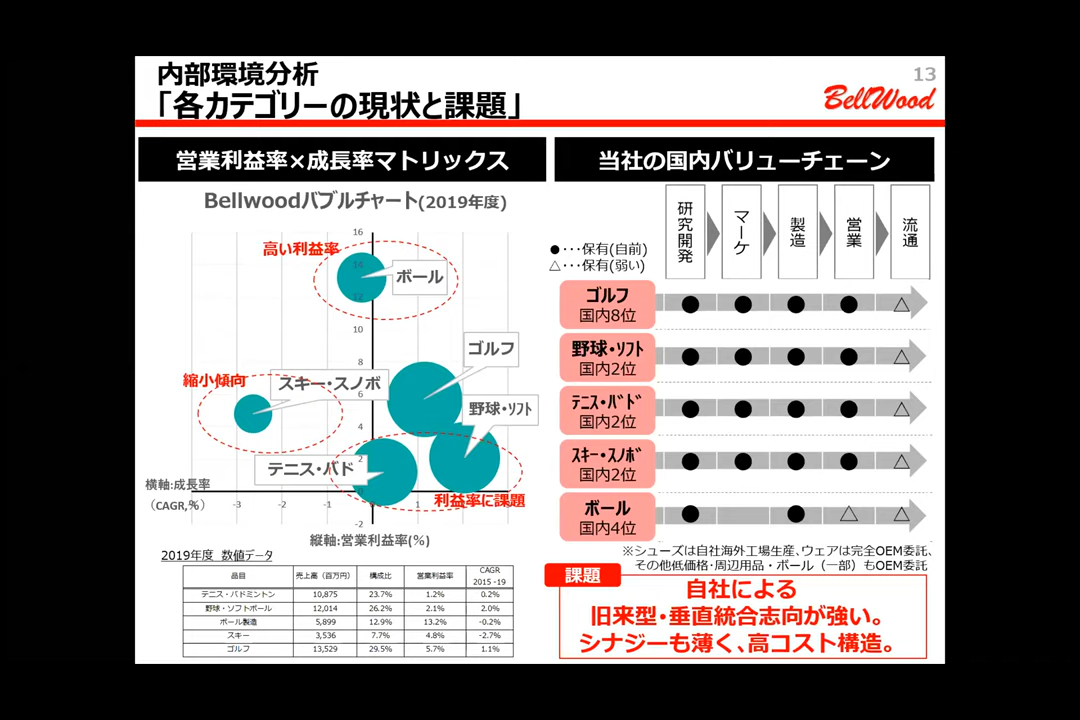 内部環境分析
「各カテゴリーの現状と課題」
13
BellWood
営業利益率×成長率マトリックス
Bellwoodバブルチャート(2019年度)
高い利益率
縮小傾向
利益率に課題
ボール
ゴルフ
スキー・スノボ
野球・ソフト
テニス・バド
16
14
12
10
8
6
4
2
0
-2
-3
-2
-1
1
2
3
横軸:成長率
（CAGR,%）
縦軸:営業利益率(%)
2019年度 数値データ
品目 売上高（百万円） 構成比 営業利益率 CAGR 2015 -19
テニス・バドミントン 10,875 23.7% 1.2% 0.2%
野球・ソフトボール 12,014 26.2% 2.1% 2.0%
ボール製造 5,899 12.9% 13.2% -0.2%
スキー 3,536 7.7% 4.8% -2.7%
ゴルフ 13,529 29.5% 5.7% 1.1%
当社の国内バリューチェーン
研究開発
マーケ
製造
営業
流通
●・・・保有(自前)
△・・・保有(弱い)
ゴルフ
国内8位
● ● ● ● △
野球・ソフト
国内2位
● ● ● ● △
テニス・バド
国内2位
● ● ● ● △
スキー・スノボ
国内2位
● ● ● ● △
ボール
国内4位
● ● △ △
※シューズは自社海外工場生産、ウェアは完全OEM委託、
その他低価格・周辺用品・ボール（一部）もOEM委託
課題
自社による
旧来型・垂直統合志向が強い。
シナジーも薄く、高コスト構造。